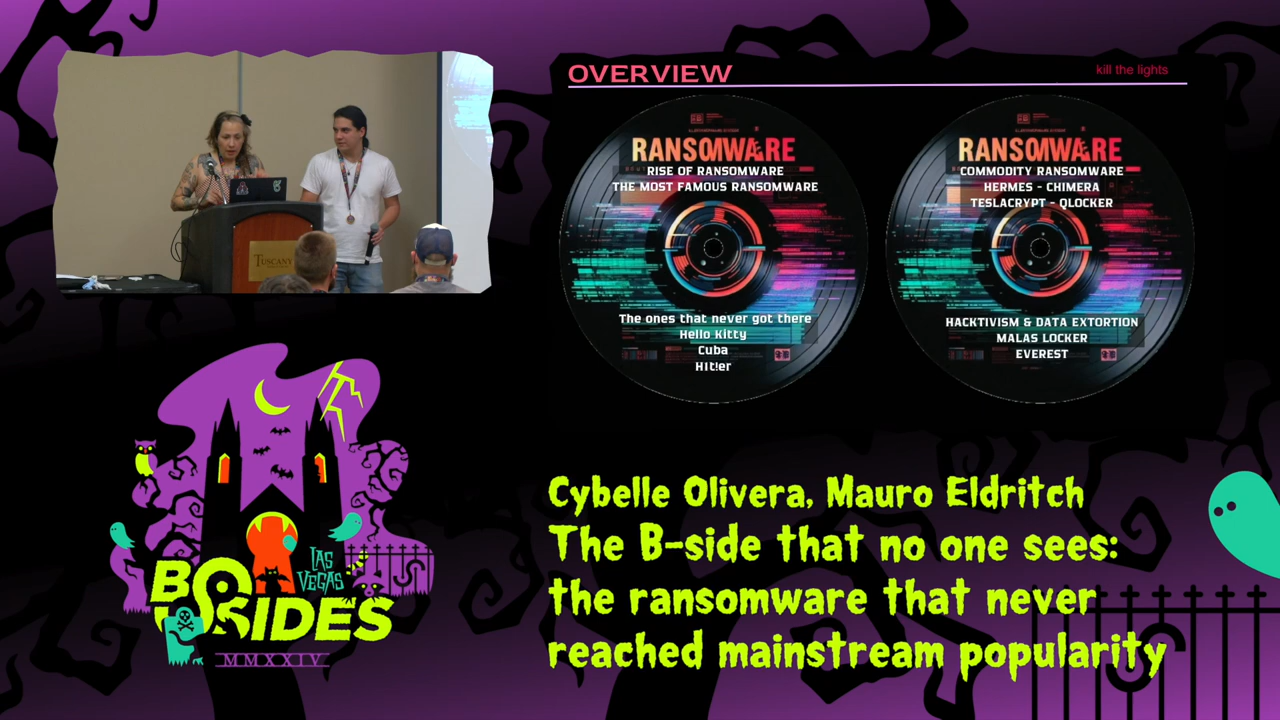 OVERVIEW
kill the lights
RANSOMWARE
RISE OF RANSOMWARE
THE MOST FAMOUS RANSOMWARE
The ones that never got there
Hello Kitty
Cuba
H1t!er
RANSOMWARE
COMMODITY RANSOMWARE
HERMES - CHIMERA
TESLACRYPT - QLOCKER
HACKTIVISM & DATA EXTORTION
MALAS LOCKER
EVEREST
TUSCANY
BSIDES
LAS
VEGAS
MMXXIV
Cybelle Olivera, Mauro Eldritch
The B-side that no one sees:
the ransomware that never
reached mainstream popularity